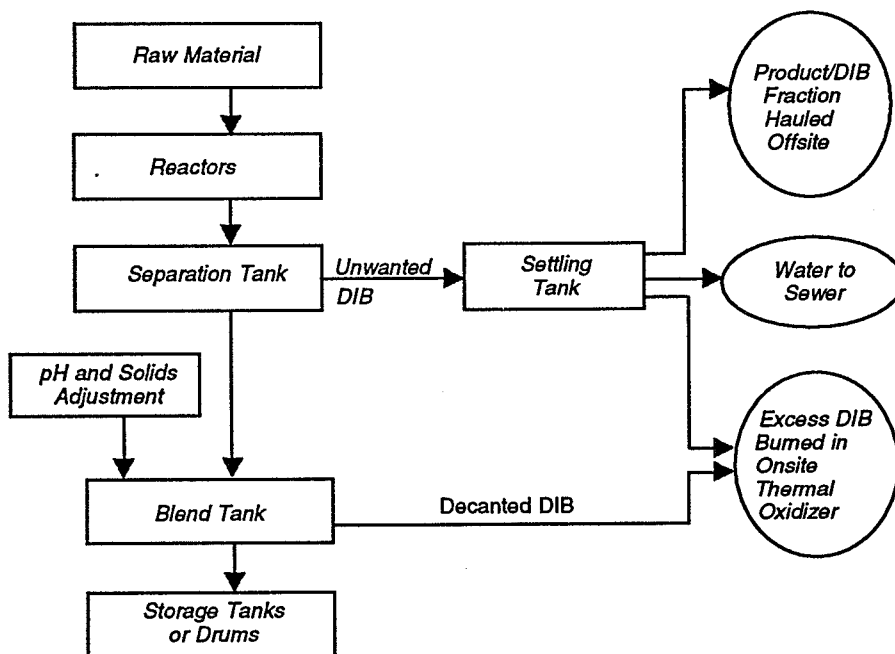 Raw Material
Reactors
Separation Tank
Unwanted
DIB
Settling
Tank
Product/DIB
Fraction
Hauled
Offsite
Water to
Sewer
pH and Solids
Adjustment
Excess DIB
Burned in
Onsite
Thermal
Oxidizer
Blend Tank
Decanted DIB
Storage Tanks
or Drums